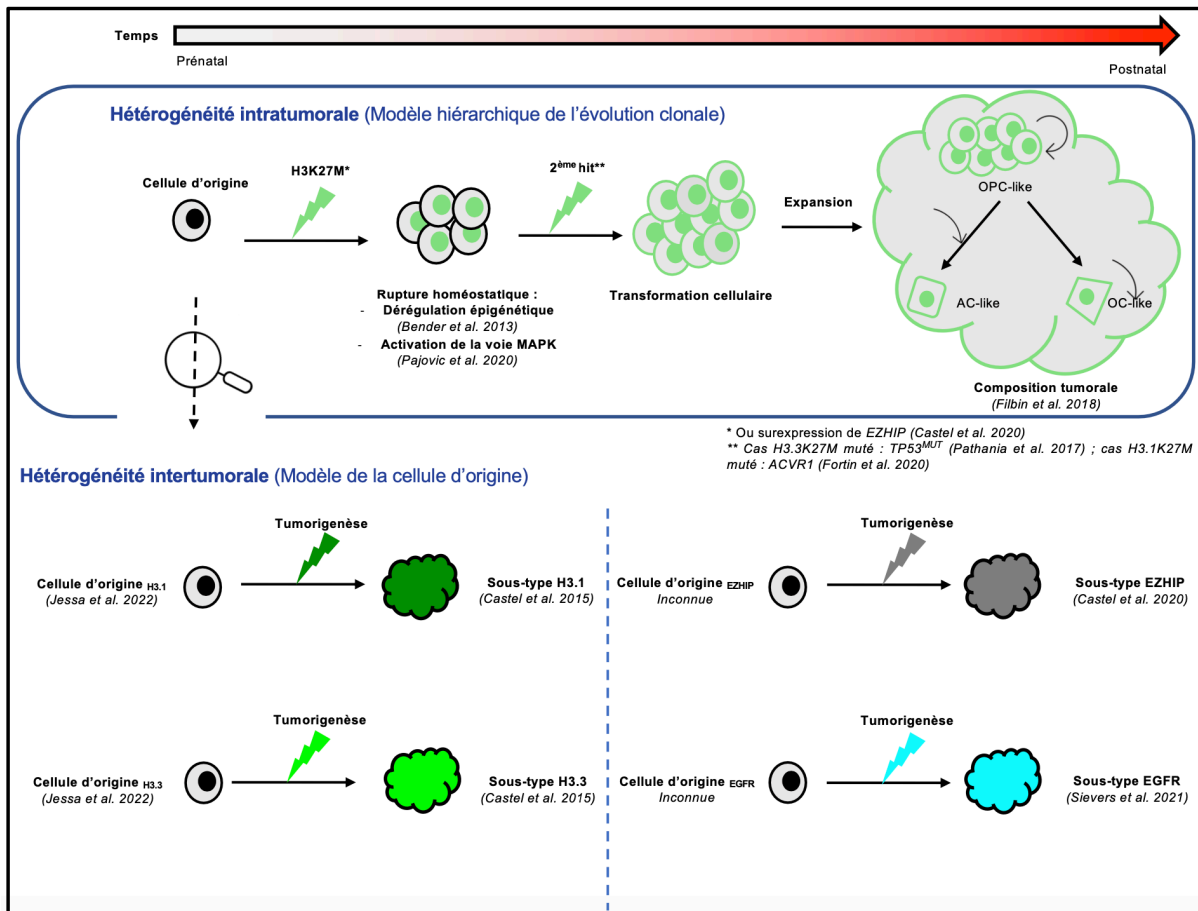 Temps
Prénatal
Postnatal
Hétérogénéité intratumorale (Modèle hiérarchique de l'évolution clonale)
Cellule d'origine
H3K27M*
2ème hit**
Expansion
OPC-like
AC-like
OC-like
Rupture homéostatique :
- Dérégulation épigénétique
(Bender et al. 2013)
- Activation de la voie MAPK
(Pajovic et al. 2020)
Transformation cellulaire
Composition tumorale
(Filbin et al. 2018)
* Ou surexpression de EZHIP (Castel et al. 2020)
** Cas H3.3K27M muté : TP53MUT (Pathania et al. 2017) ; cas H3.1K27M
muté : ACVR1 (Fortin et al. 2020)
Hétérogénéité intertumorale (Modèle de la cellule d'origine)
Tumorigenèse
Cellule d'origine H3.1
(Jessa et al. 2022)
Sous-type H3.1
(Castel et al. 2015)
Tumorigenèse
Cellule d'origine EZHIP
Inconnue
Sous-type EZHIP
(Castel et al. 2020)
Tumorigenèse
Cellule d'origine H3.3
(Jessa et al. 2022)
Sous-type H3.3
(Castel et al. 2015)
Tumorigenèse
Cellule d'origine EGFR
Inconnue
Sous-type EGFR
(Sievers et al. 2021)